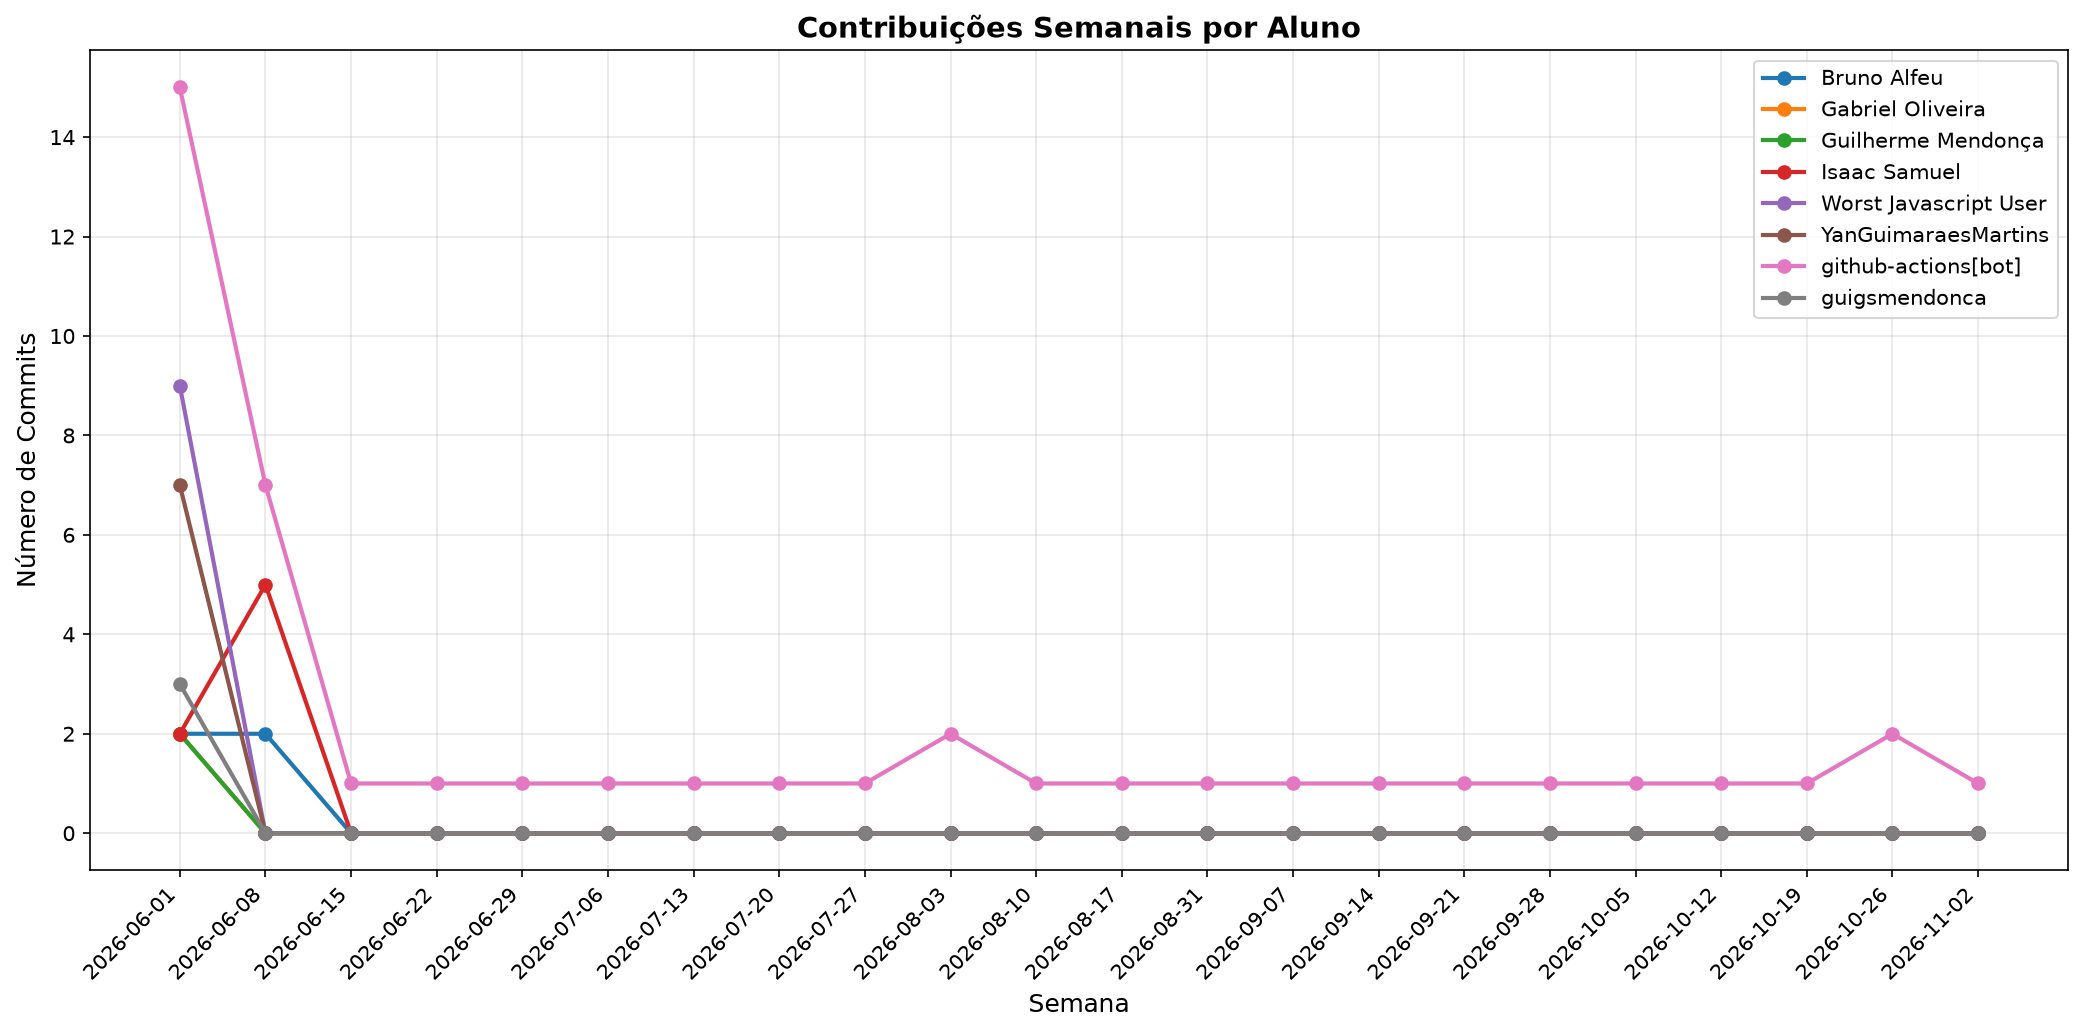 Contribuições Semanais por Aluno
Número de Commits
14
12
10
8
6
4
2
0
Bruno Alfeu
Gabriel Oliveira
Guilherme Mendonça
Isaac Samuel
Worst Javascript User
YanGuimaraesMartins
github-actions[bot]
guigsmendonca
2026-06-01
2026-06-08
2026-06-15
2026-06-22
2026-06-29
2026-07-06
2026-07-13
2026-07-20
2026-07-27
2026-08-03
2026-08-10
2026-08-17
2026-08-31
2026-09-07
2026-09-14
2026-09-21
2026-09-28
2026-10-05
2026-10-12
2026-10-19
2026-10-26
2026-11-02
Semana